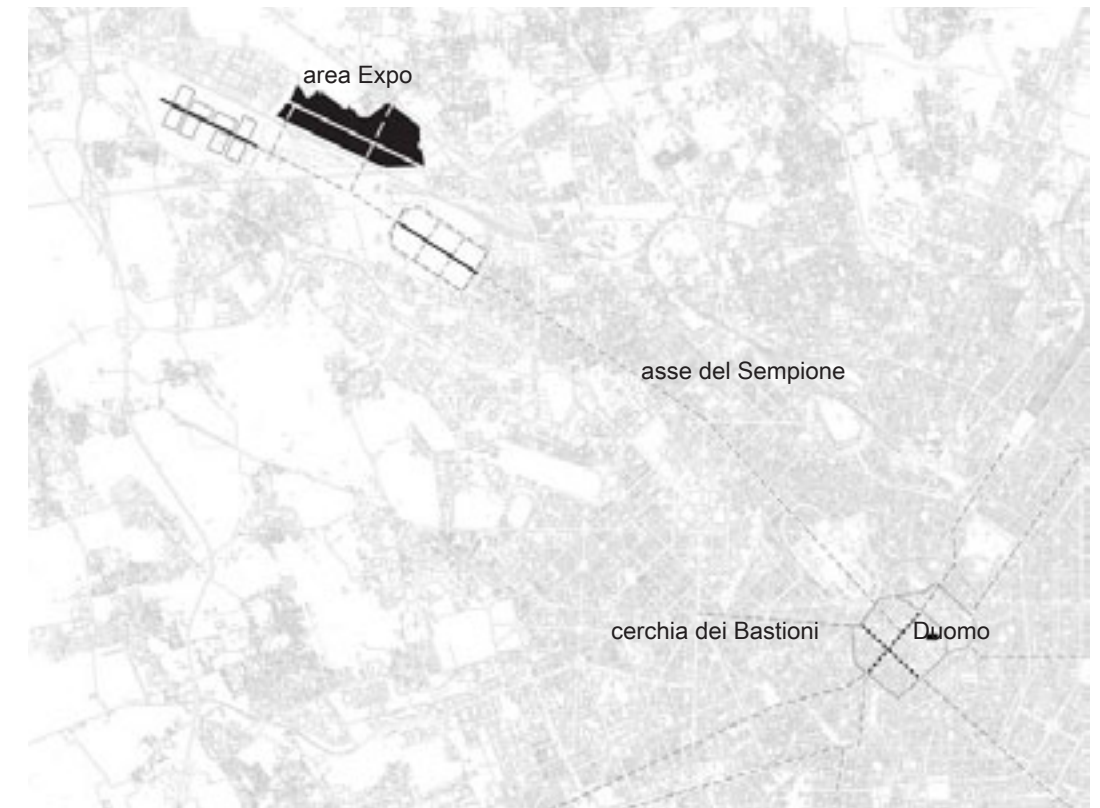 area Expo
asse del Sempione
cerchia dei Bastioni
Duomo